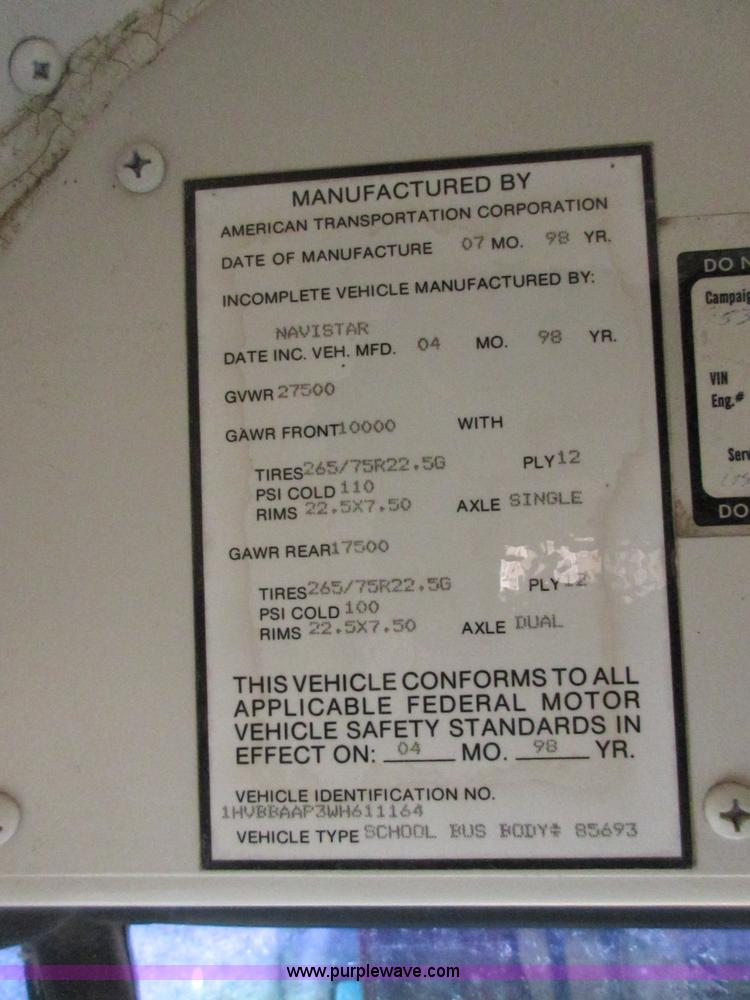 MANUFACTURED BY
AMERICAN TRANSPORTATION CORPORATION
DATE OF MANUFACTURE 07 MO. 98 YR.
INCOMPLETE VEHICLE MANUFACTURED BY:
NAVISTAR
DATE INC. VEH. MFD. 04 MO. 98 YR.
GVWR 27500
GAWR FRONT 10000 WITH
TIRES 265/75R22.5G PLY 12
PSI COLD 110
RIMS 22.5X7.50 AXLE SINGLE
GAWR REAR 17500
TIRES 265/75R22.5G PLY 12
PSI COLD 100
RIMS 22.5X7.50 AXLE DUAL
THIS VEHICLE CONFORMS TO ALL
APPLICABLE FEDERAL MOTOR
VEHICLE SAFETY STANDARDS IN
EFFECT ON: 04 MO. 98 YR.
VEHICLE IDENTIFICATION NO.
1HVBBAAP3WH611164
VEHICLE TYPE SCHOOL BUS BODY# 85693
DO
Campaig
VIN
Eng.#
Serv
DO
www.purplewave.com